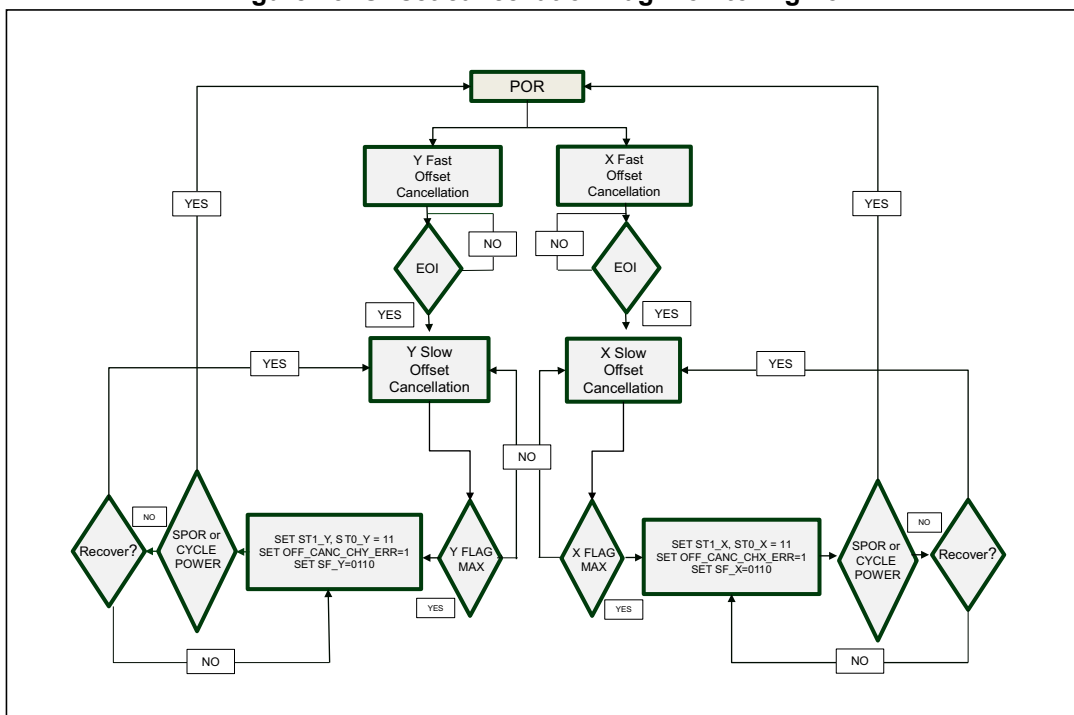 POR
Y Fast
Offset
Cancellation
X Fast
Offset
Cancellation
YES
YES
NO
NO
EOI
EOI
YES
YES
Y Slow
Offset
Cancellation
X Slow
Offset
Cancellation
YES
YES
NO
NO
Recover?
SPOR or
CYCLE
POWER
SET ST1_Y, ST0_Y = 11
SET OFF_CANC_CHY_ERR=1
SET SF_Y=0110
Y FLAG
MAX
YES
X FLAG
MAX
YES
SET ST1_X, ST0_X = 11
SET OFF_CANC_CHY_ERR=1
SET SF_X=0110
SPOR or
CYCLE
POWER
NO
Recover?
NO
NO